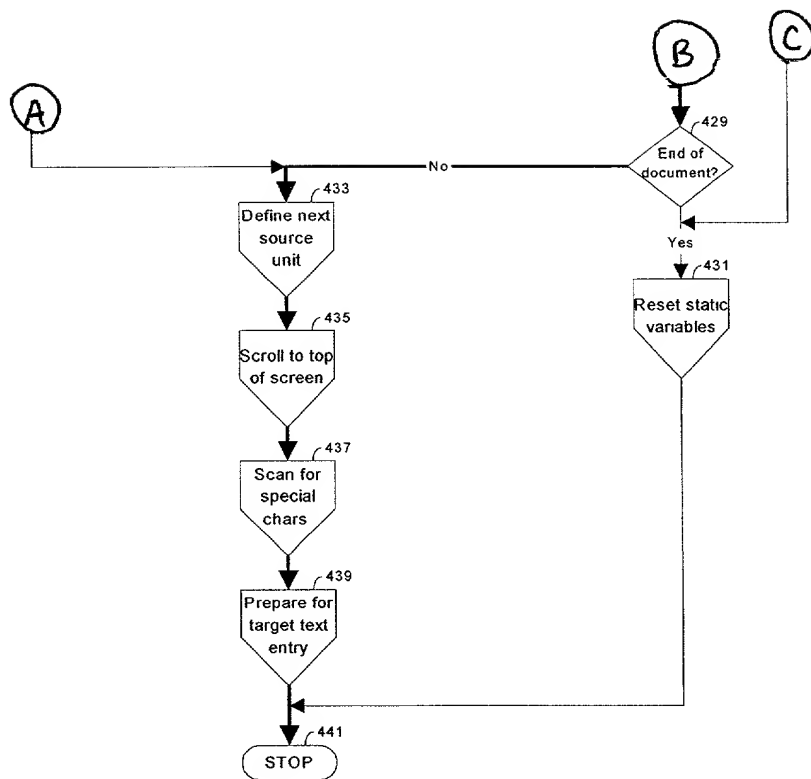 A
B
C
429
End of
document?
No
Yes
433
Define next
source
unit
431
Reset static
variables
435
Scroll to top
of screen
437
Scan for
special
chars
439
Prepare for
target text
entry
441
STOP